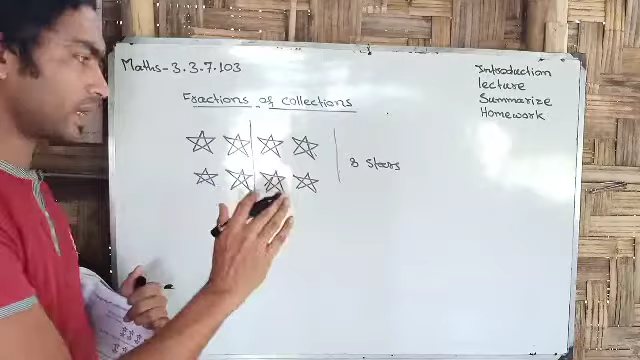 Maths-3.3.7.103
Introduction
lecture
Summarize
Homework
Fractions of collections
8 stars